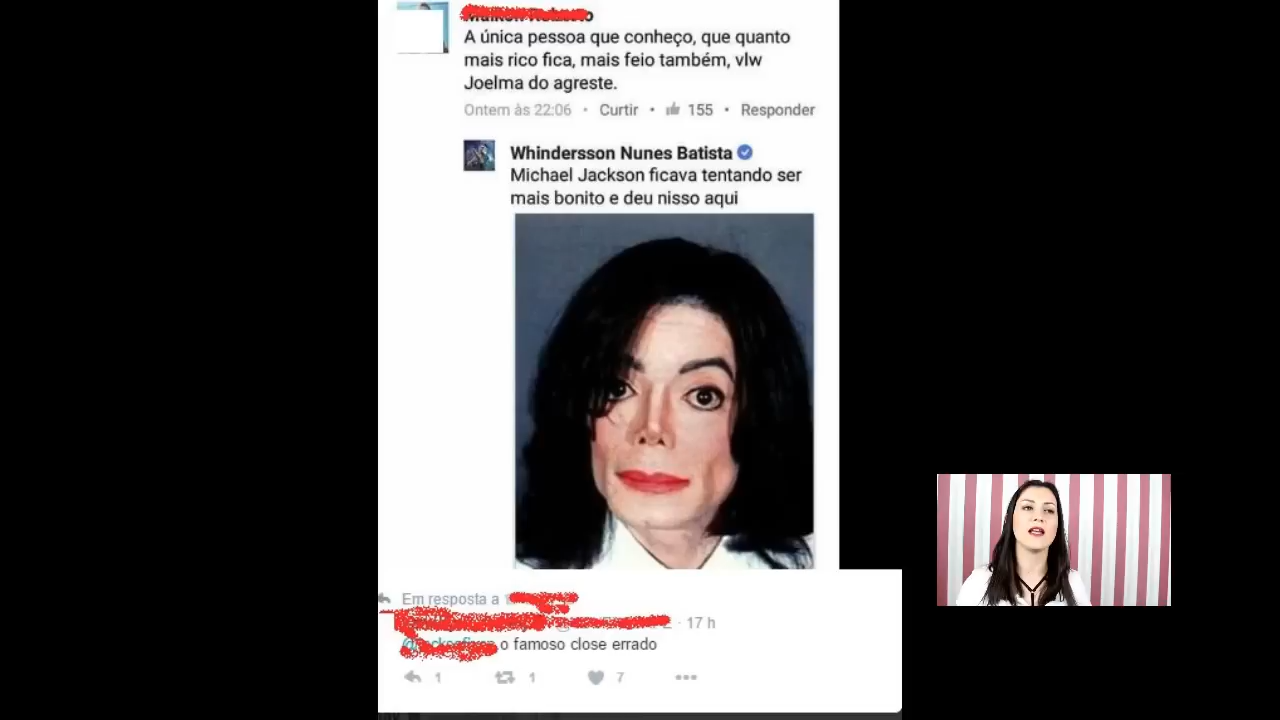 A única pessoa que conheço, que quanto
mais rico fica, mais feio também, vlw
Joelma do agreste.
Ontem às 22:06 · Curtir · 155 · Responder
Whindersson Nunes Batista
Michael Jackson ficava tentando ser
mais bonito e deu nisso aqui
Em resposta a
· 17 h
o famoso close errado
1 1 7